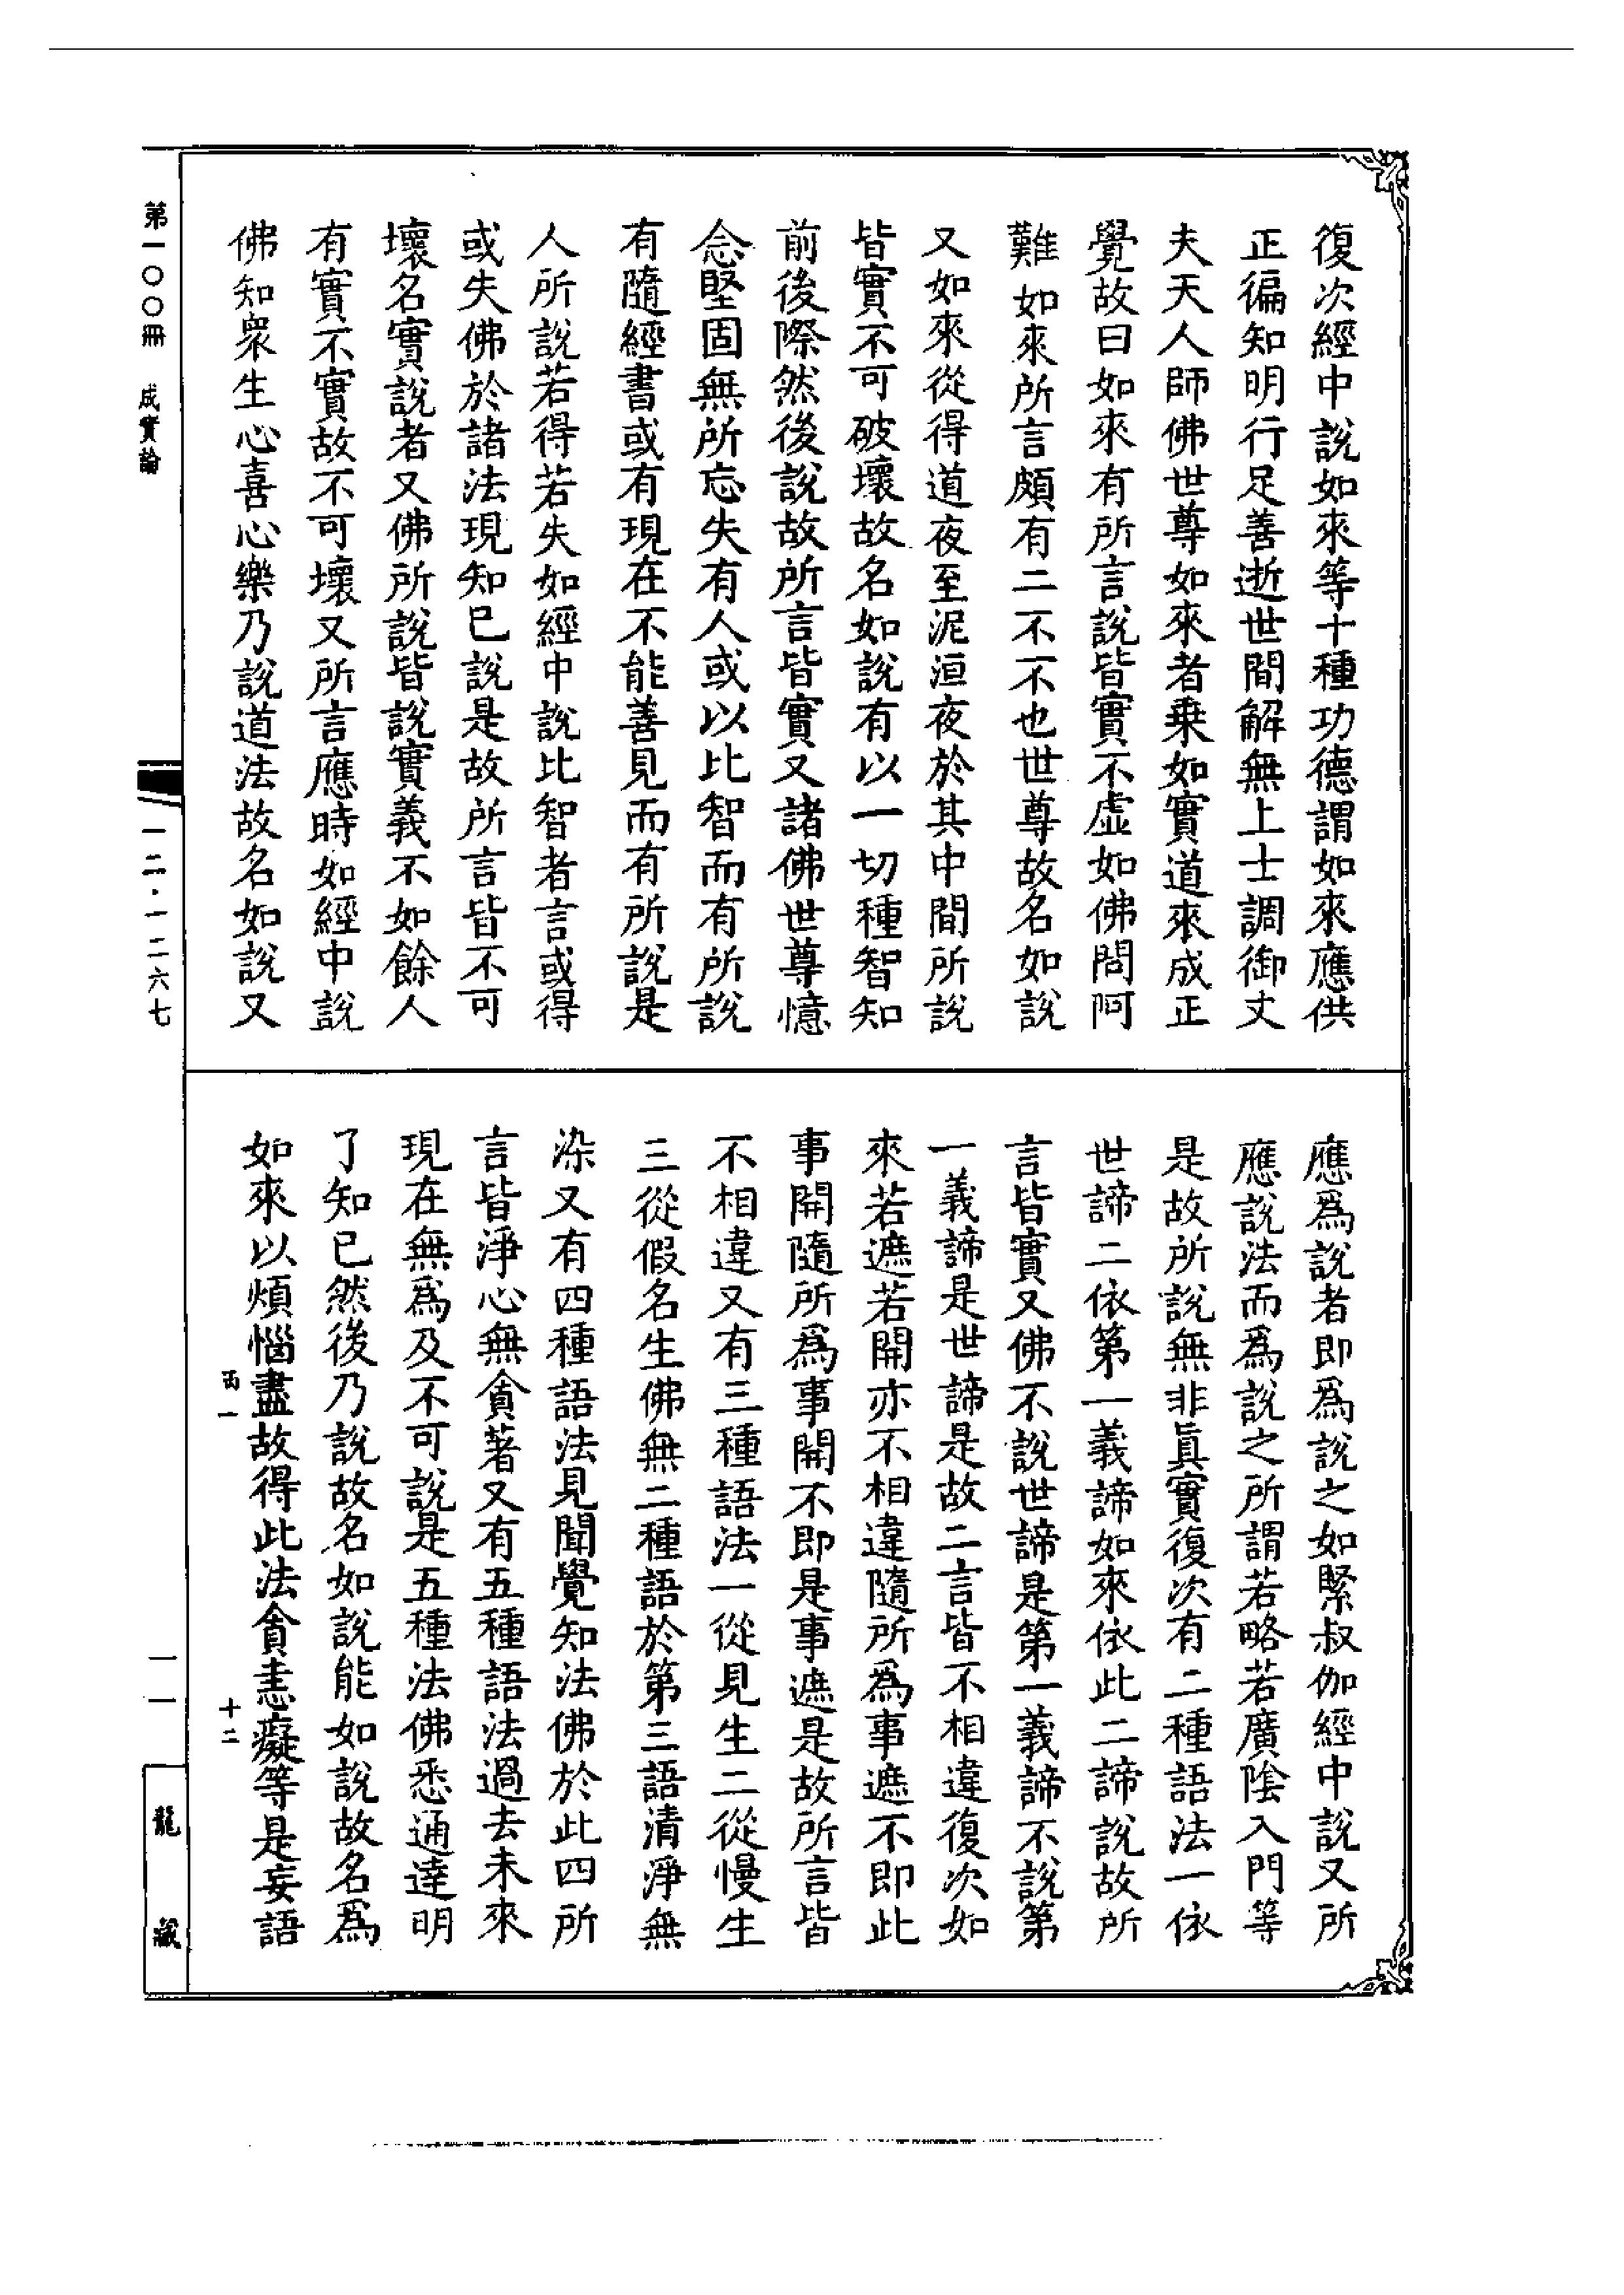 復次經中說如來等十種功德謂如來應供
正徧知明行足善逝世間解無上士調御丈
夫天人師佛世尊如來者乗如實道來成正
覺故曰如來有所言說皆實不虛如佛問阿
難如來所言頗有二不不也世尊故名如說
又如來從得道夜至泥洹夜於其中間所說
皆實不可破壞故名如說有以一切種智知
前後際然後說故所言皆實又諸佛世尊憶
念堅固無所忘失有人或以比智而有所說
有隨經書或有現在不能善見而有所說是
人所說若得若失如經中說比智者言或得
或失佛於諸法現知已說是故所言皆不可
壞名實說者又佛所說皆說實義不如餘人
有實不實故不可壞又所言應時如經中說
佛知衆生心喜心樂乃說道法故名如說又
應爲說者即爲說之如緊叔伽經中說又所
應說法而爲說之所謂若略若廣陰入門等
是故所說無非眞實復次有二種語法一依
世諦二依第一義諦如來依此二諦說故所
言皆實又佛不說世諦是第一義諦不說第
一義諦是世諦是故二言皆不相違復次如
來若遮若開亦不相違隨所爲事遮不即此
事開隨所爲事開不即是事遮是故所言皆
不相違又有三種語法一從見生二從慢生
三從假名生佛無二種語於第三語清淨無
染又有四種語法見聞覺知法佛於此四所
言皆淨心無貪著又有五種語法過去未來
現在無爲及不可說是五種法佛悉通達明
了知已然後乃說故名如說能如說故名爲
如來以煩惱盡故得此法貪恚癡等是妄語
丙一 十二
第一〇〇冊 成實論
一二·一二六七
一一
龍藏